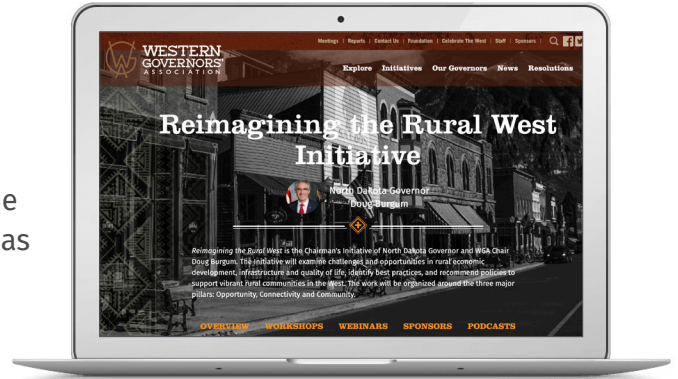 Meetings | Reports | Contact Us | Foundation | Celebrate The West | Staff | Sponsors |
WESTERN
GOVERNORS'
ASSOCIATION
Explore Initiatives Our Governors News Resolutions
Reimagining the Rural West
Initiative
North Dakota Governor
Doug Burgum
e
as
Reimagining the Rural West is the Chairman's Initiative of North Dakota Governor and WGA Chair
Doug Burgum. The initiative will examine challenges and opportunities in rural economic
development, infrastructure and quality of life; identify best practices, and recommend policies to
support vibrant rural communities in the West. The work will be organized around the three major
pillars: Opportunity, Connectivity and Community.
OVERVIEW WORKSHOPS WEBINARS SPONSORS PODCASTS